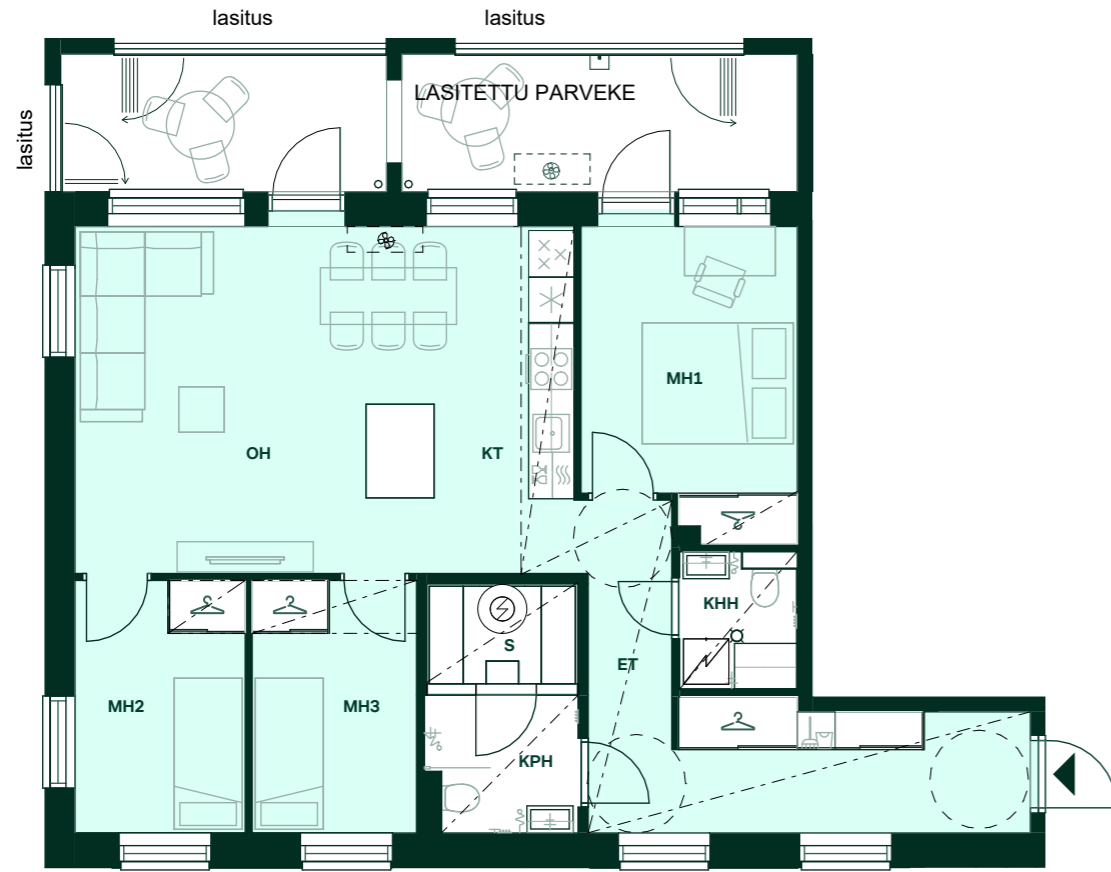 lasitus
lasitus
lasitus
LASITETTU PARVEKE
MH1
OH
KT
KHH
S
ET
MH2
MH3
KPH